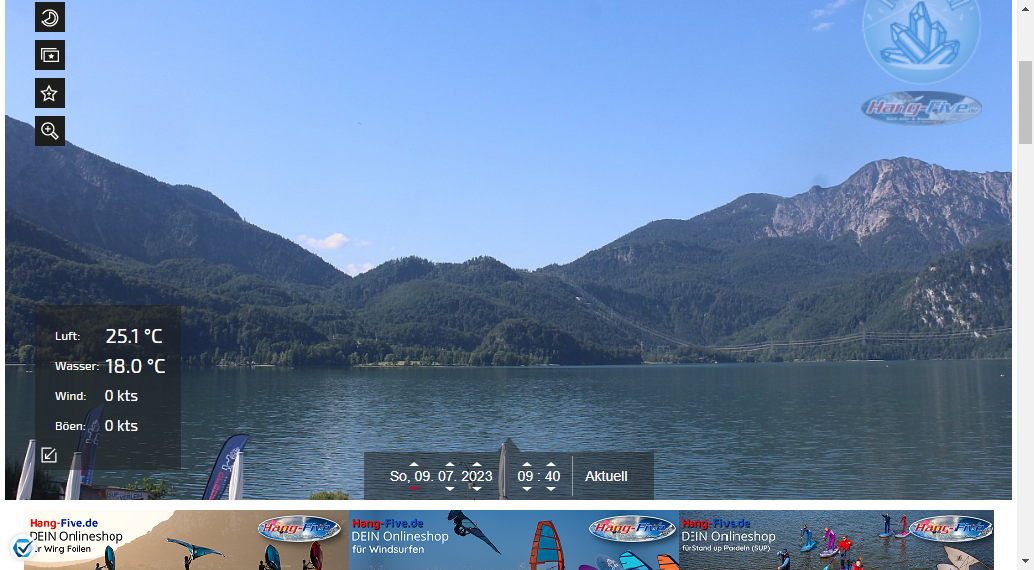 Hang-Five.de
Luft: 25.1 °C
Wasser: 18.0 °C
Wind: 0 kts
Böen: 0 kts
So, 09. 07. 2023 09 : 40 Aktuell
Hang-Five.de
DEIN Onlineshop
für Wing Foilen
Hang-Five
Hang-Five.de
DEIN Onlineshop
für Windsurfen
Hang-Five
Hang-Five.de
DEIN Onlineshop
für Stand up Paddeln (SUP)
Hang-Five